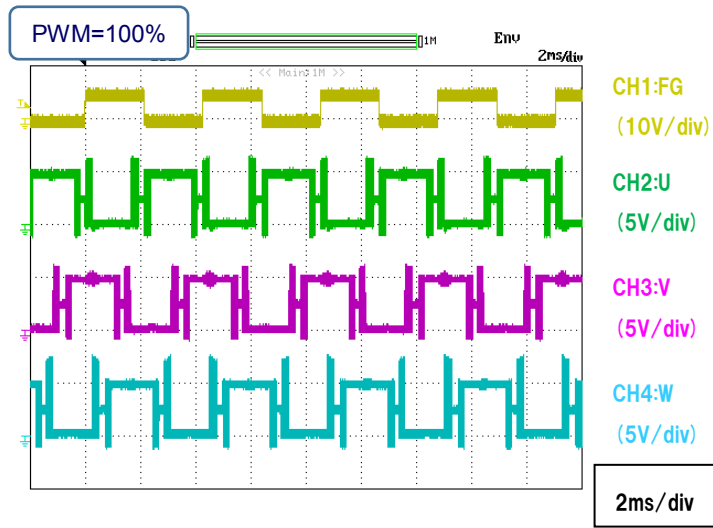 PWM=100%
1M
Env
2ms/div
<< Main:1M >>
CH1:FG
(10V/div)
CH2:U
(5V/div)
CH3:V
(5V/div)
CH4:W
(5V/div)
2ms/div